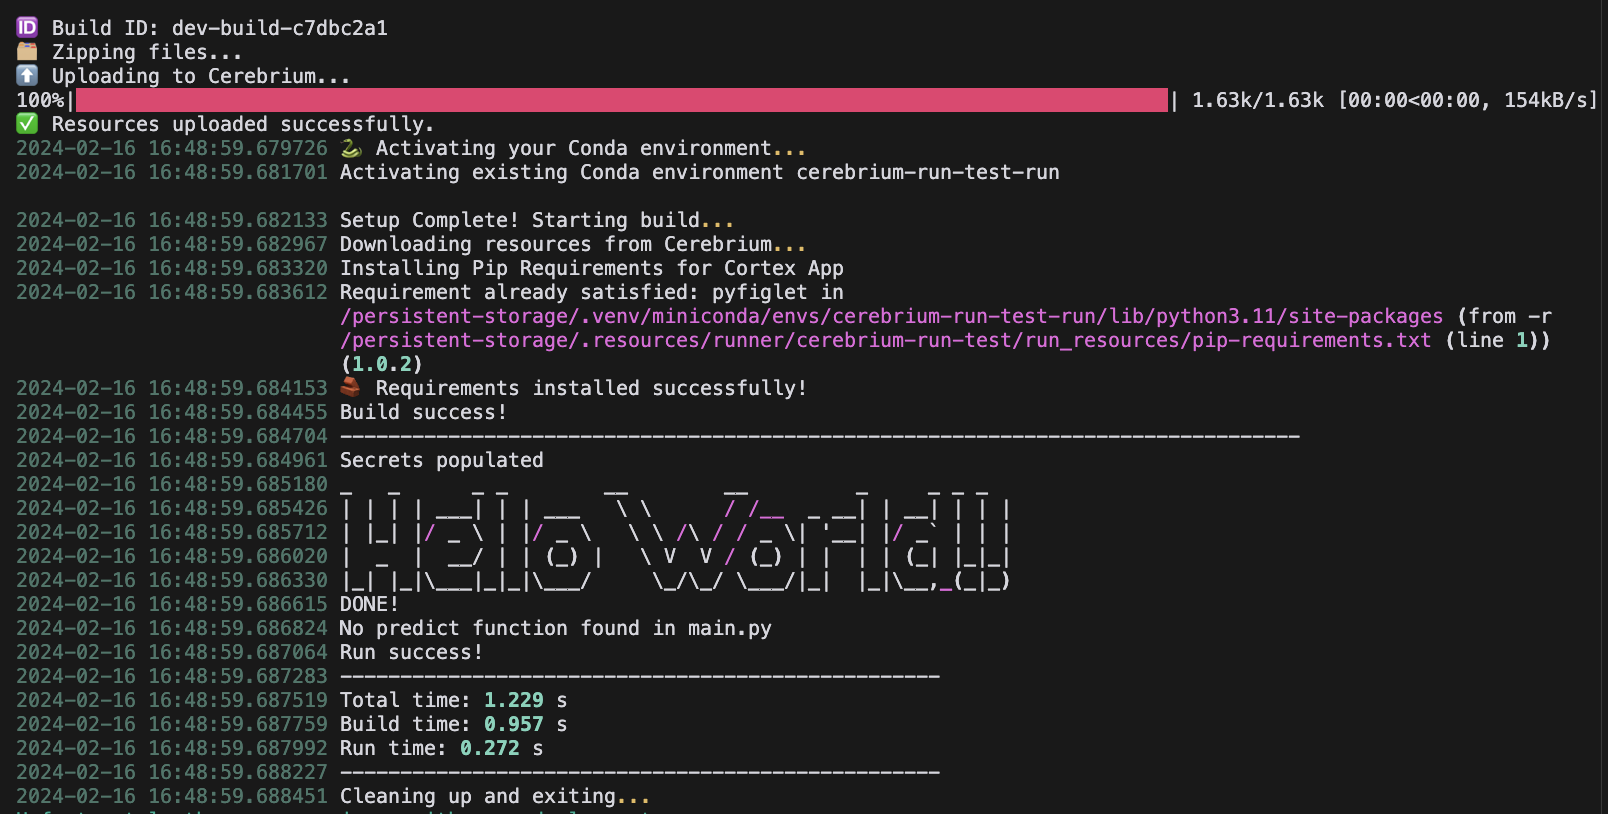 🆔 Build ID: dev-build-c7dbc2a1
🗂️ Zipping files...
⬆️ Uploading to Cerebrium...
100%| | 1.63k/1.63k [00:00<00:00, 154kB/s]
✅ Resources uploaded successfully.
2024-02-16 16:48:59.679726 🐍 Activating your Conda environment...
2024-02-16 16:48:59.681701 Activating existing Conda environment cerebrium-run-test-run
2024-02-16 16:48:59.682133 Setup Complete! Starting build...
2024-02-16 16:48:59.682967 Downloading resources from Cerebrium...
2024-02-16 16:48:59.683320 Installing Pip Requirements for Cortex App
2024-02-16 16:48:59.683612 Requirement already satisfied: pyfiglet in
/persistent-storage/.venv/miniconda/envs/cerebrium-run-test-run/lib/python3.11/site-packages (from -r
/persistent-storage/.resources/runner/cerebrium-run-test/run_resources/pip-requirements.txt (line 1))
(1.0.2)
2024-02-16 16:48:59.684153 🧱 Requirements installed successfully!
2024-02-16 16:48:59.684455 Build success!
2024-02-16 16:48:59.684704 --------------------------------------------------------------------------------
2024-02-16 16:48:59.684961 Secrets populated
2024-02-16 16:48:59.685180 _   _      _ _        __        __         _     _ _ _
2024-02-16 16:48:59.685426 | | | | ___| | | ___   \ \      / /__  _ __| | __| | | |
2024-02-16 16:48:59.685712 | |_| |/ _ \ | |/ _ \   \ \ /\ / / _ \| '__| |/ _` | | |
2024-02-16 16:48:59.686020 |  _  |  __/ | | (_) |   \ V  V / (_) | |  | | (_| |_|_|
2024-02-16 16:48:59.686330 |_| |_|\___|_|_|\___/     \_/\_/ \___/|_|  |_|\__,_(_|_)
2024-02-16 16:48:59.686615 DONE!
2024-02-16 16:48:59.686824 No predict function found in main.py
2024-02-16 16:48:59.687064 Run success!
2024-02-16 16:48:59.687283 --------------------------------------------------
2024-02-16 16:48:59.687519 Total time: 1.229 s
2024-02-16 16:48:59.687759 Build time: 0.957 s
2024-02-16 16:48:59.687992 Run time: 0.272 s
2024-02-16 16:48:59.688227 --------------------------------------------------
2024-02-16 16:48:59.688451 Cleaning up and exiting...